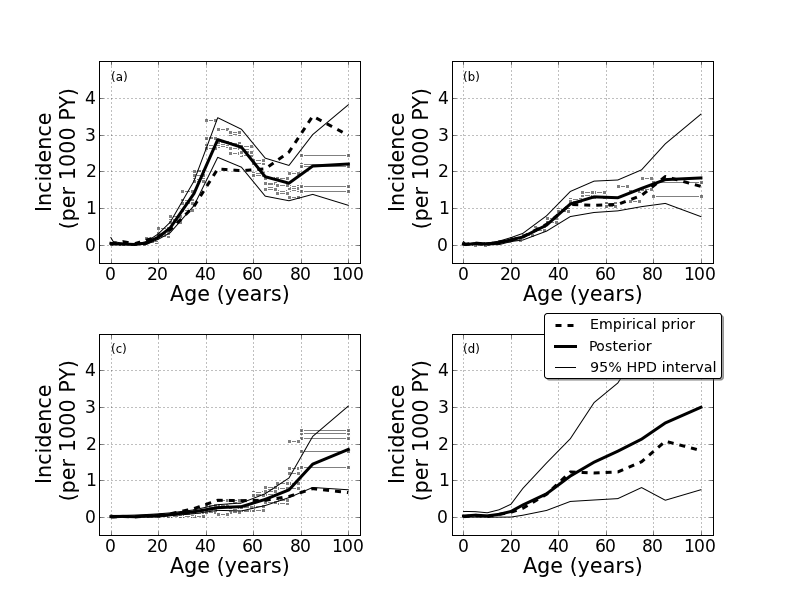 (a)
4
3
2
1
0
Incidence
(per 1000 PY)
0 20 40 60 80 100
Age (years)
(b)
4
3
2
1
0
Incidence
(per 1000 PY)
0 20 40 60 80 100
Age (years)
(c)
4
3
2
1
0
Incidence
(per 1000 PY)
0 20 40 60 80 100
Age (years)
(d)
Empirical prior
Posterior
95% HPD interval
4
3
2
1
0
Incidence
(per 1000 PY)
0 20 40 60 80 100
Age (years)